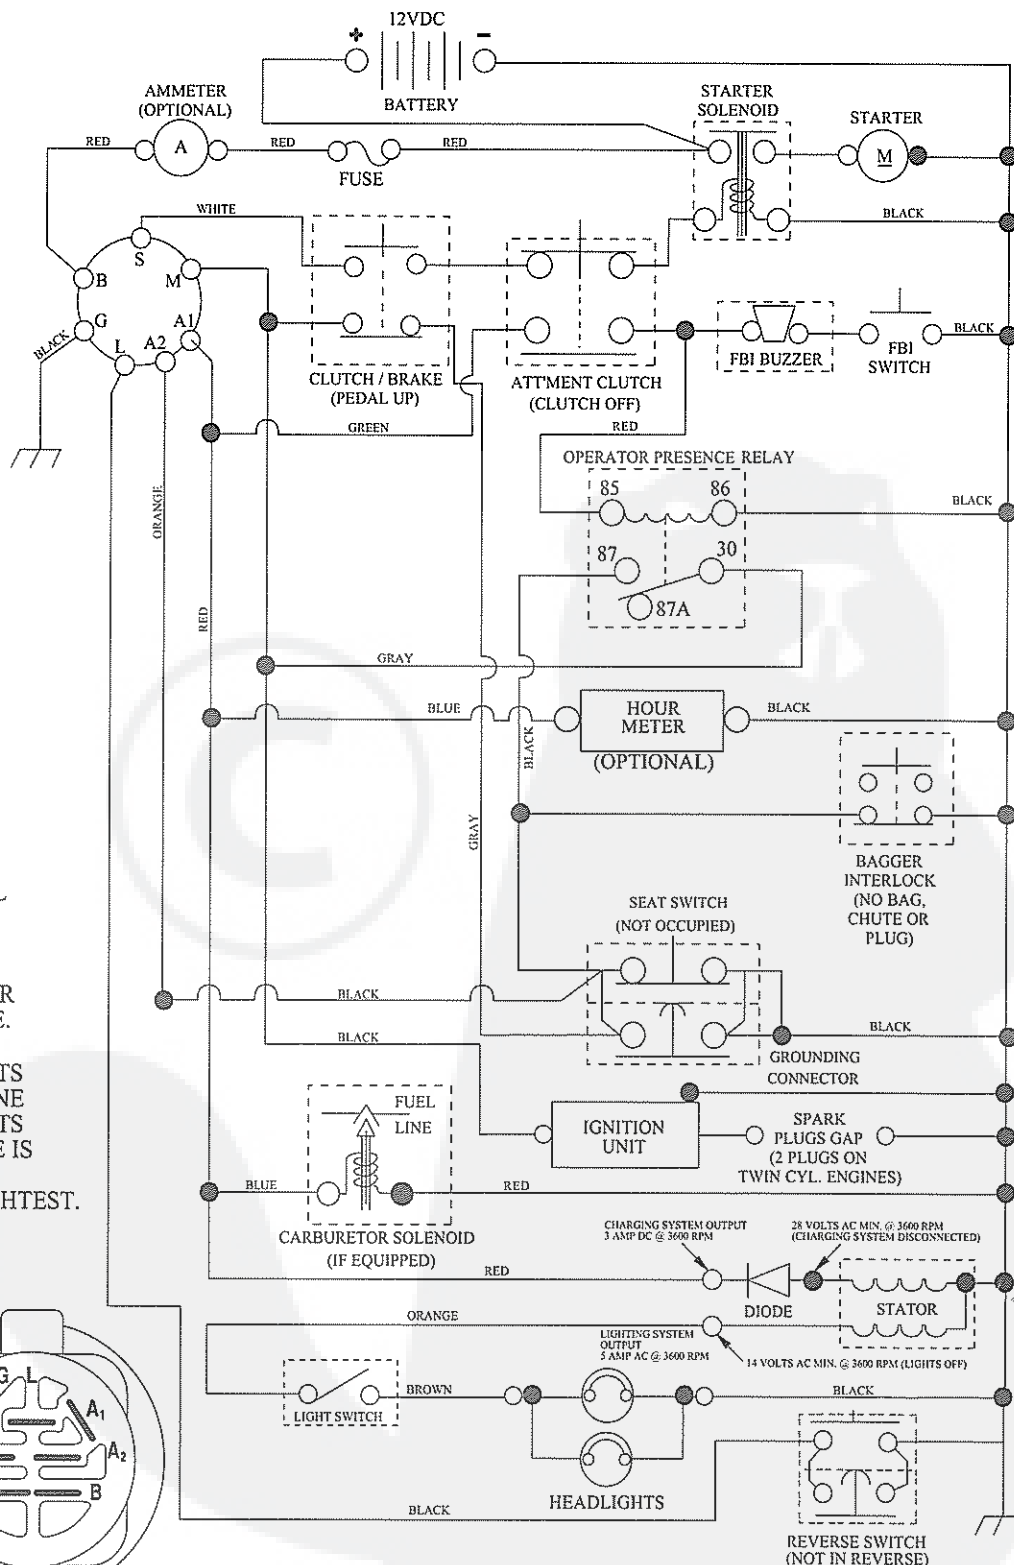 12VDC
+
-
BATTERY
AMMETER
(OPTIONAL)
A
RED
RED
FUSE
RED
STARTER
SOLENOID
STARTER
M
BLACK
WHITE
S
B
M
G
A1
A2
L
BLACK
CLUTCH / BRAKE
(PEDAL UP)
ATT'MENT CLUTCH
(CLUTCH OFF)
FBI BUZZER
FBI
SWITCH
BLACK
GREEN
RED
OPERATOR PRESENCE RELAY
85
86
BLACK
87
30
87A
ORANGE
RED
GRAY
BLUE
HOUR
METER
BLACK
(OPTIONAL)
BLACK
GRAY
BAGGER
INTERLOCK
(NO BAG,
CHUTE OR
PLUG)
SEAT SWITCH
(NOT OCCUPIED)
BLACK
BLACK
BLACK
GROUNDING
CONNECTOR
FUEL
LINE
IGNITION
UNIT
SPARK
PLUGS GAP
(2 PLUGS ON
TWIN CYL. ENGINES)
BLUE
RED
CARBURETOR SOLENOID
(IF EQUIPPED)
CHARGING SYSTEM OUTPUT
3 AMP DC @ 3600 RPM
28 VOLTS AC MIN. @ 3600 RPM
(CHARGING SYSTEM DISCONNECTED)
RED
DIODE
STATOR
ORANGE
LIGHTING SYSTEM
OUTPUT
5 AMP AC @ 3600 RPM
14 VOLTS AC MIN. @ 3600 RPM (LIGHTS OFF)
LIGHT SWITCH
BROWN
BLACK
HEADLIGHTS
BLACK
REVERSE SWITCH
(NOT IN REVERSE)
R
E.
TS
NE
TS
E IS
HTEST.
G L
A1
A2
B
©